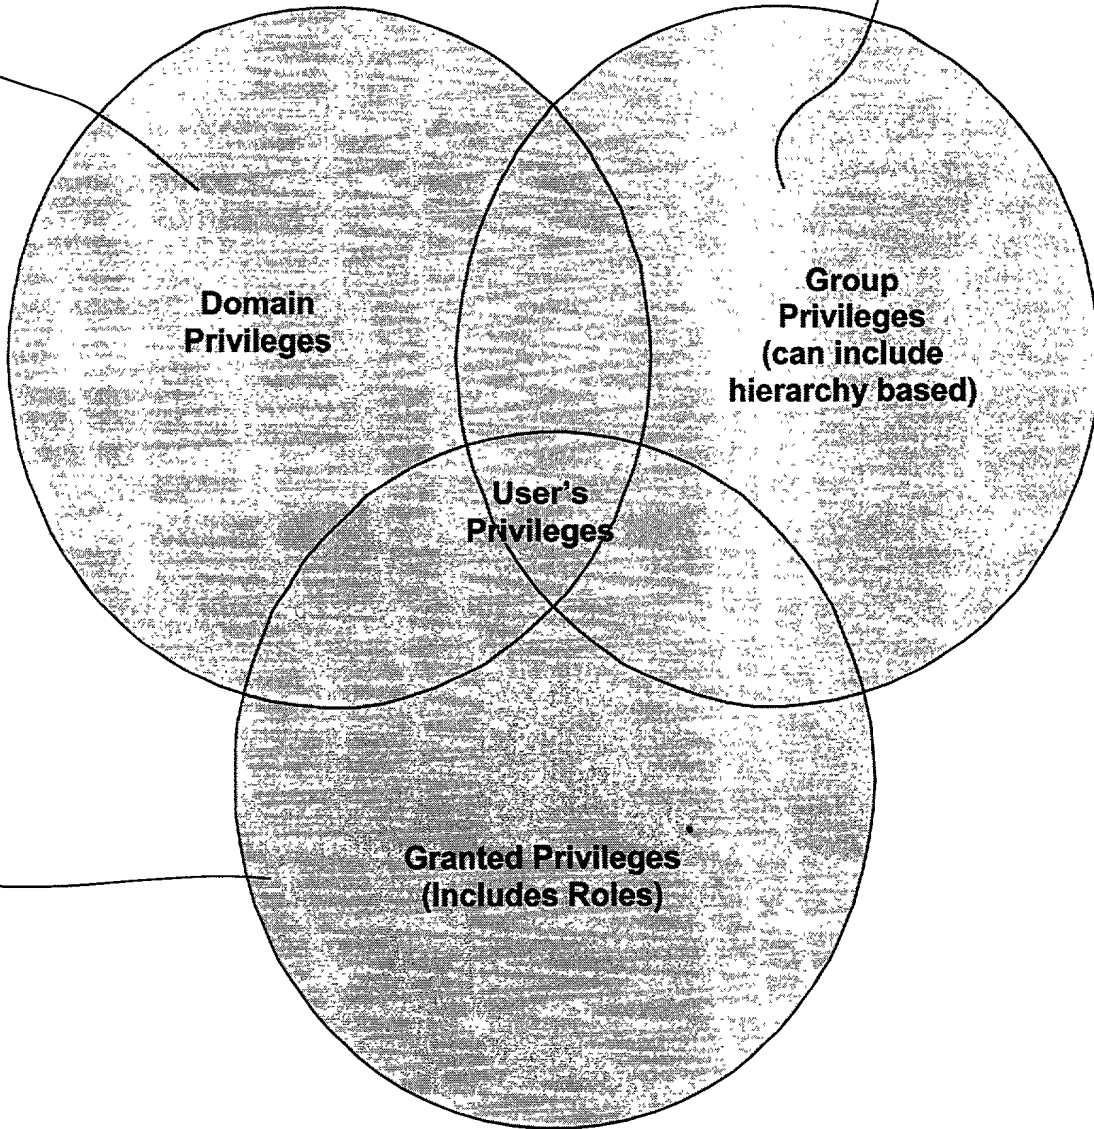 Domain
Privileges
Group
Privileges
(can include
hierarchy based)
User's
Privileges
Granted Privileges
(Includes Roles)